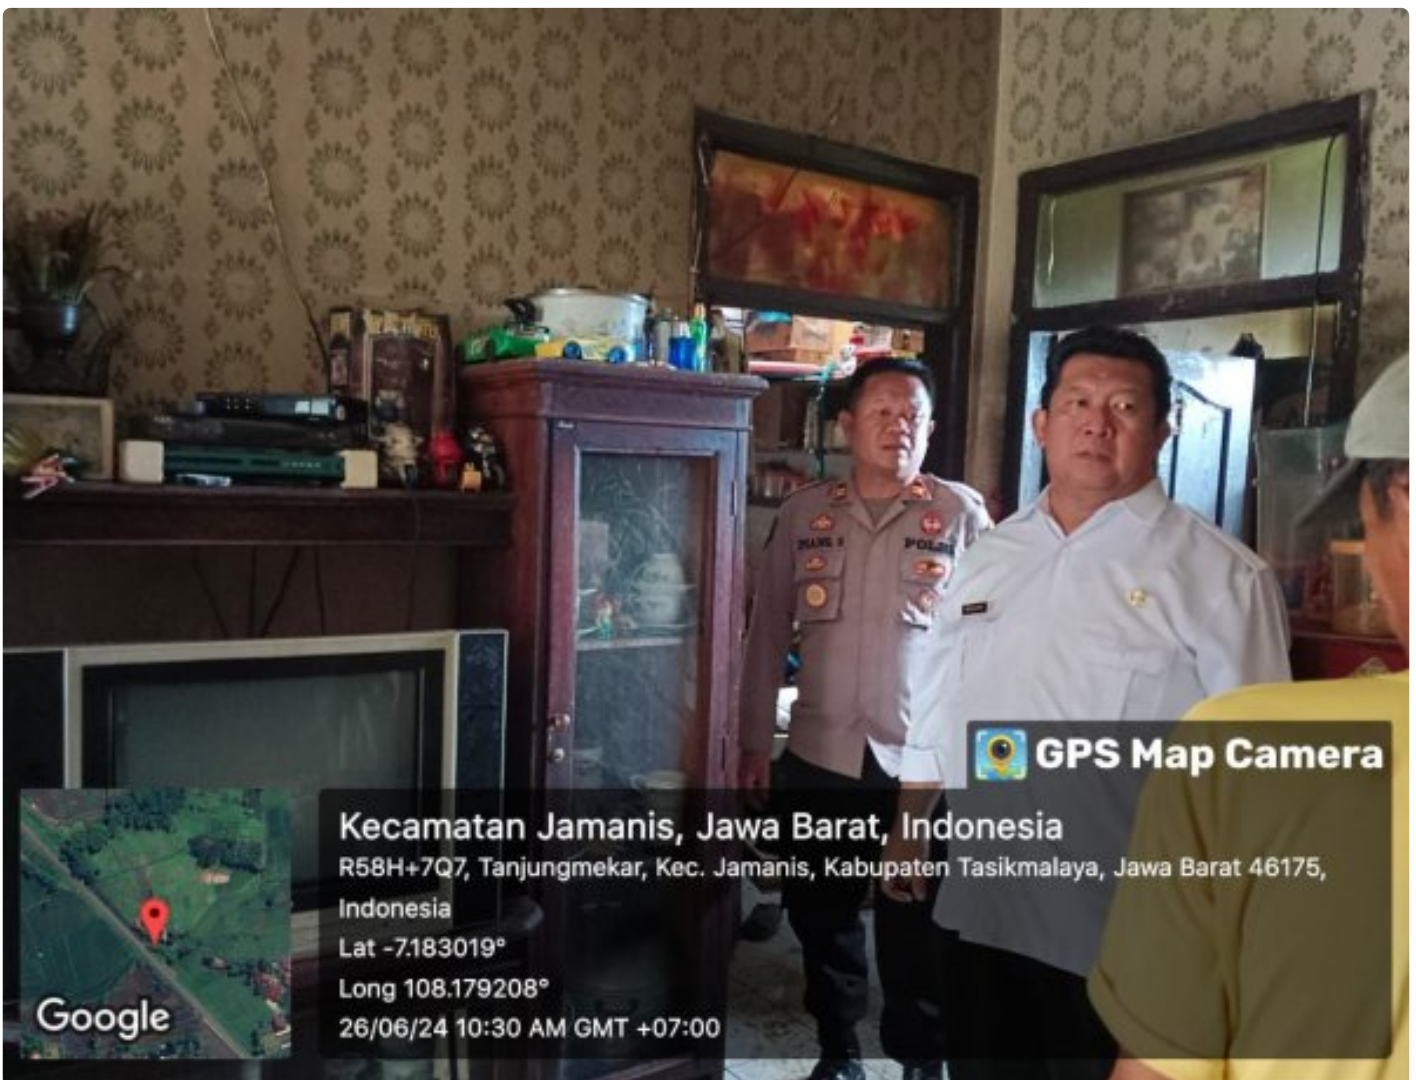 POLRI
GPS Map Camera
Kecamatan Jamanis, Jawa Barat, Indonesia
R58H+7Q7, Tanjungmekar, Kec. Jamanis, Kabupaten Tasikmalaya, Jawa Barat 46175,
Indonesia
Lat -7.183019°
Long 108.179208°
26/06/24 10:30 AM GMT +07:00
Google